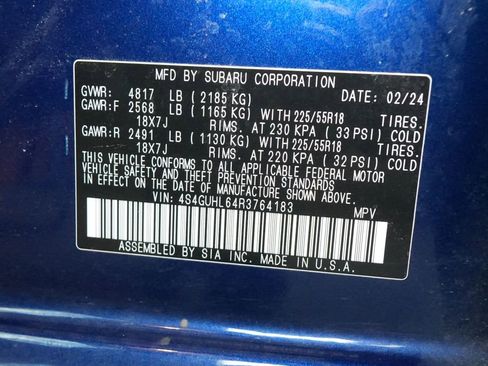 MFD BY SUBARU CORPORATION
GVWR: 4817 LB ( 2185 KG) DATE: 02/24
GAWR:F 2568 LB ( 1165 KG) WITH 225/55R18 TIRES.
18X7J RIMS. AT 230 KPA ( 33 PSI) COLD
GAWR:R 2491 LB ( 1130 KG) WITH 225/55R18 TIRES.
18X7J RIMS. AT 220 KPA ( 32 PSI) COLD
THIS VEHICLE CONFORMS TO ALL APPLICABLE FEDERAL MOTOR
VEHICLE SAFETY AND THEFT PREVENTION STANDARDS
IN EFFECT ON THE DATE OF MANUFACTURE SHOWN ABOVE.
VIN: 4S4GUHL64R3764183 MPV
ASSEMBLED BY SIA INC. MADE IN U.S.A.